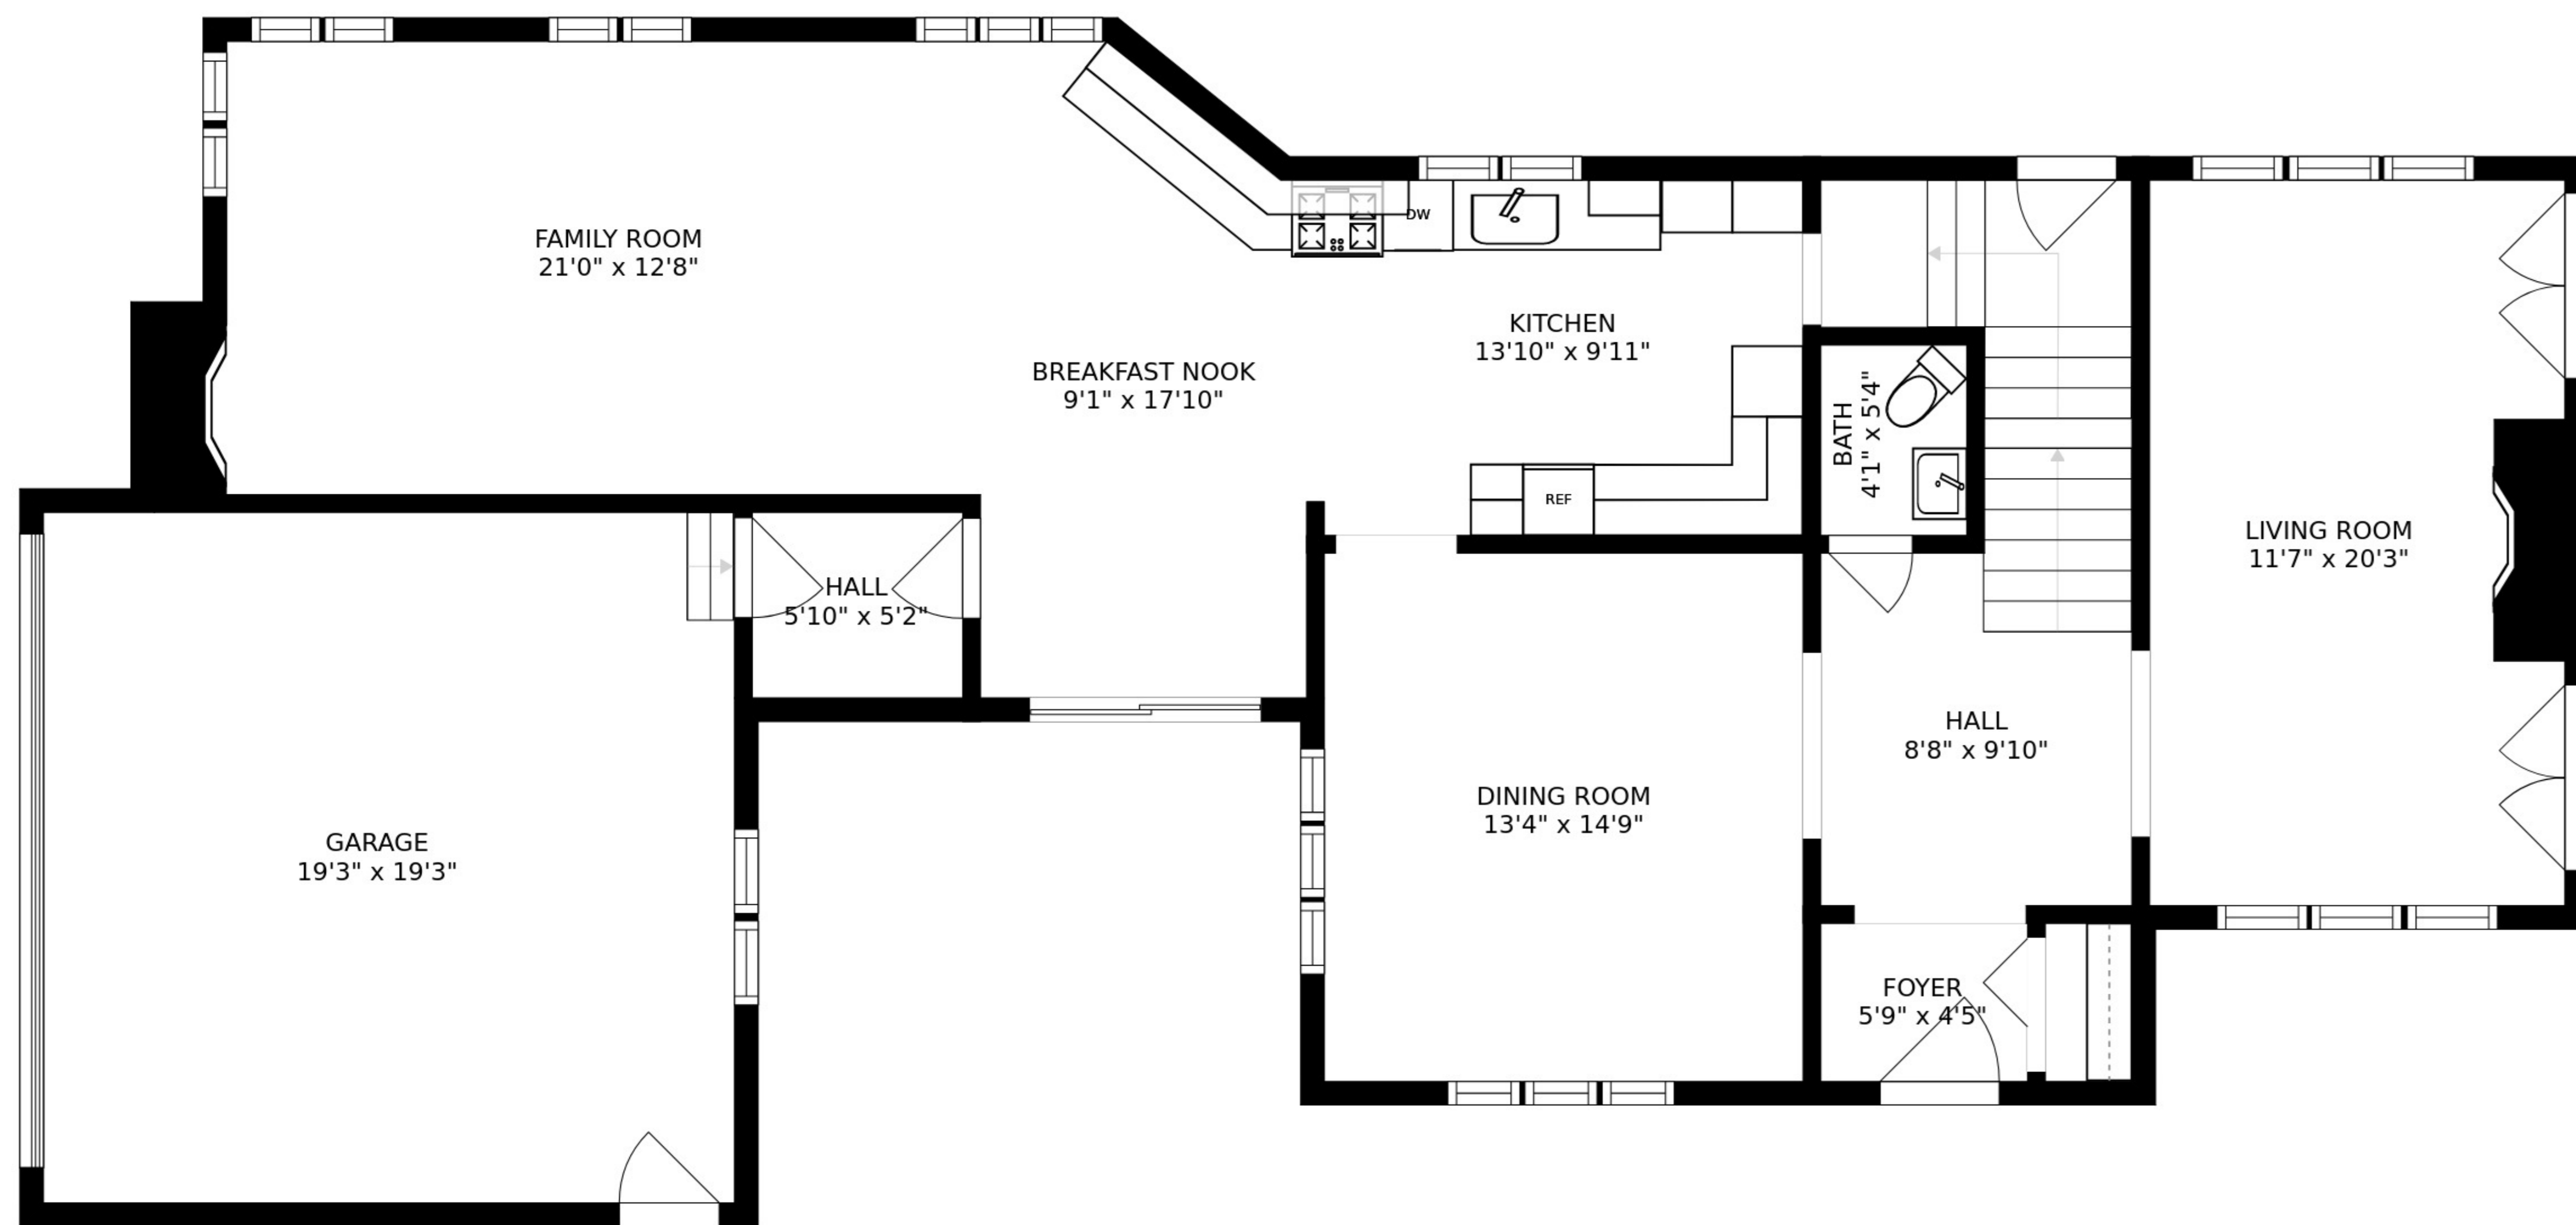 FAMILY ROOM
21'0" x 12'8"
BREAKFAST NOOK
9'1" x 17'10"
DW
KITCHEN
13'10" x 9'11"
REF
BATH
4'1" x 5'4"
LIVING ROOM
11'7" x 20'3"
HALL
5'10" x 5'2"
GARAGE
19'3" x 19'3"
DINING ROOM
13'4" x 14'9"
HALL
8'8" x 9'10"
FOYER
5'9" x 4'5"